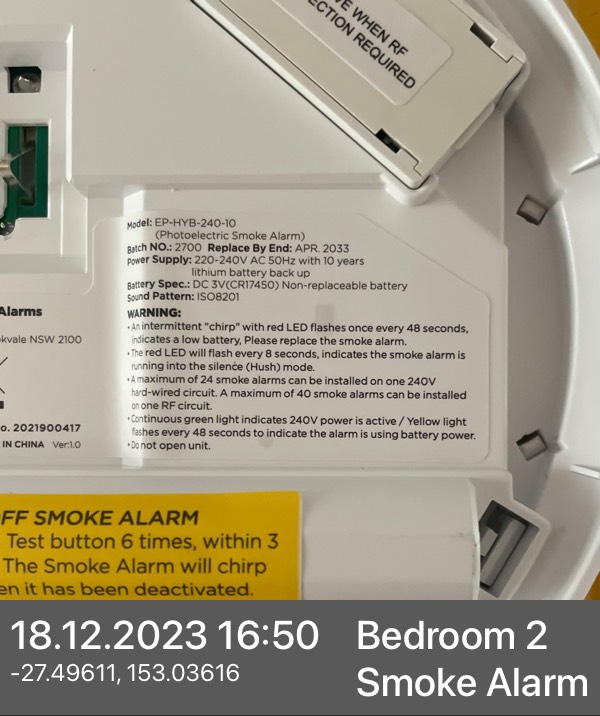 VE WHEN RF
ECTION REQUIRED
Model: EP-HYB-240-10
(Photoelectric Smoke Alarm)
Batch NO.: 2700 Replace By End: APR. 2033
Power Supply: 220-240V AC 50Hz with 10 years
lithium battery back up
Battery Spec.: DC 3V(CR17450) Non-replaceable battery
Sound Pattern: ISO8201
WARNING:
•An intermittent "chirp" with red LED flashes once every 48 seconds,
indicates a low battery, Please replace the smoke alarm.
•The red LED will flash every 8 seconds, indicates the smoke alarm is
running into the silence (Hush) mode.
•A maximum of 24 smoke alarms can be installed on one 240V
hard-wired circuit. A maximum of 40 smoke alarms can be installed
on one RF circuit.
•Continuous green light indicates 240V power is active / Yellow light
flashes every 48 seconds to indicate the alarm is using battery power.
•Do not open unit.
Alarms
kvale NSW 2100
o. 2021900417
IN CHINA Ver:1.0
FF SMOKE ALARM
Test button 6 times, within 3
The Smoke Alarm will chirp
en it has been deactivated.
18.12.2023 16:50
-27.49611, 153.03616
Bedroom 2
Smoke Alarm